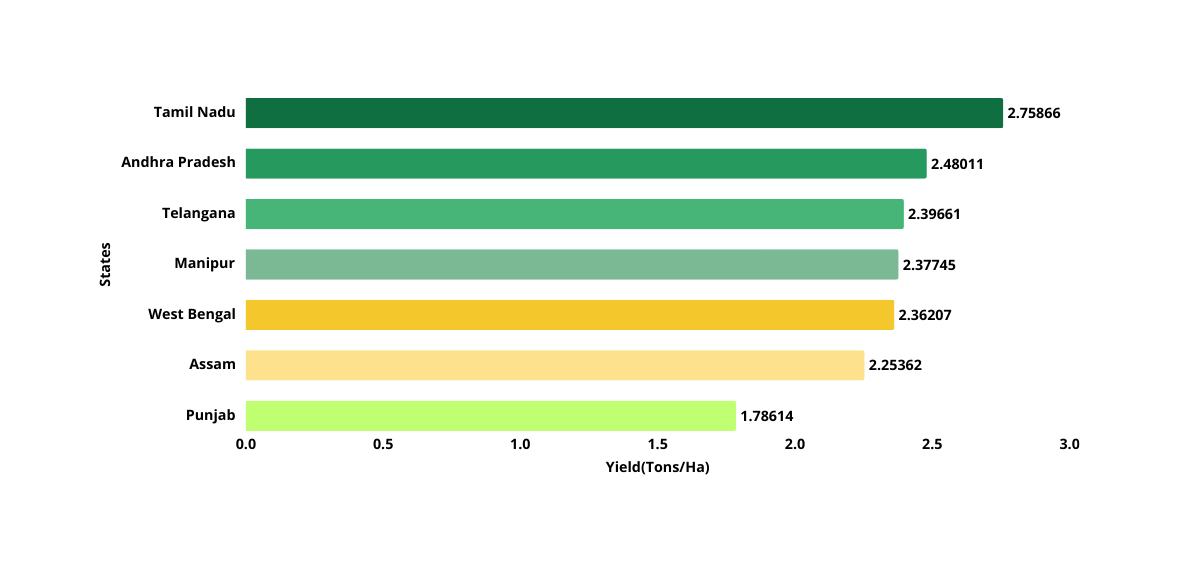 Tamil Nadu 2.75866
Andhra Pradesh 2.48011
Telangana 2.39661
Manipur 2.37745
States
West Bengal 2.36207
Assam 2.25362
Punjab 1.78614
0.0 0.5 1.0 1.5 2.0 2.5 3.0
Yield(Tons/Ha)